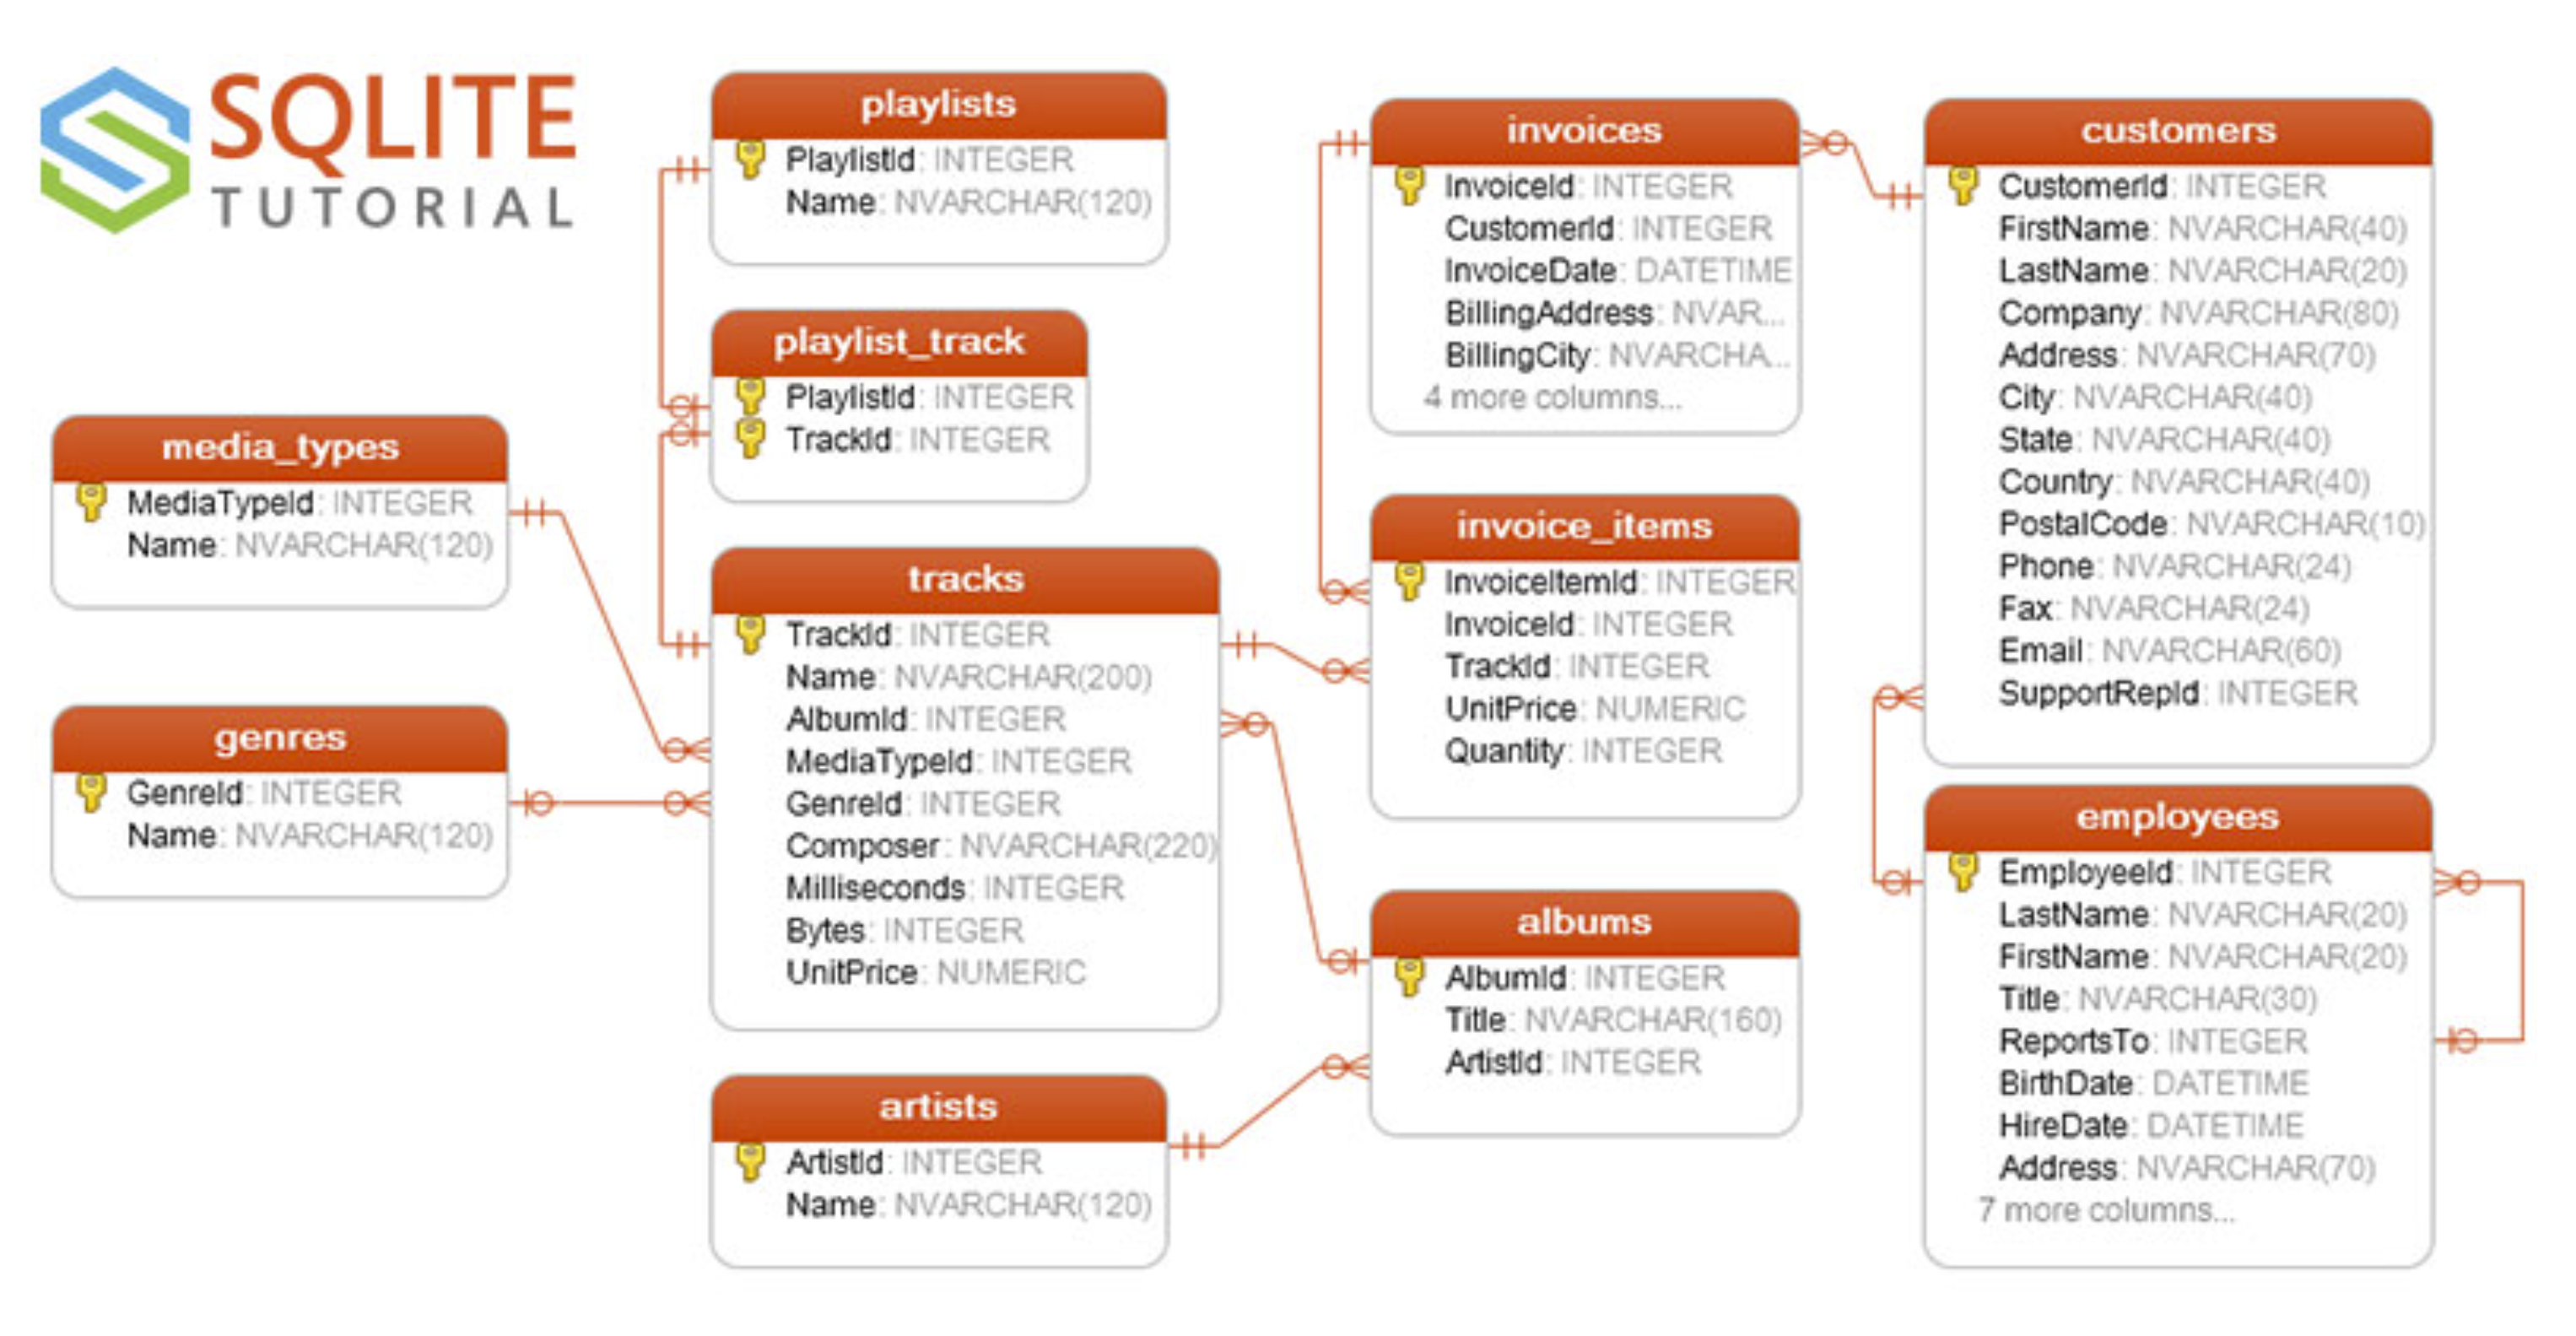 SQLITE
TUTORIAL
playlists
PlaylistId: INTEGER
Name: NVARCHAR(120)
playlist_track
PlaylistId: INTEGER
TrackId: INTEGER
media_types
MediaTypeId: INTEGER
Name: NVARCHAR(120)
genres
GenreId: INTEGER
Name: NVARCHAR(120)
tracks
TrackId: INTEGER
Name: NVARCHAR(200)
AlbumId: INTEGER
MediaTypeId: INTEGER
GenreId: INTEGER
Composer: NVARCHAR(220)
Milliseconds: INTEGER
Bytes: INTEGER
UnitPrice: NUMERIC
artists
ArtistId: INTEGER
Name: NVARCHAR(120)
invoices
InvoiceId: INTEGER
CustomerId: INTEGER
InvoiceDate: DATETIME
BillingAddress: NVAR...
BillingCity: NVARCHA...
4 more columns...
invoice_items
InvoiceItemId: INTEGER
InvoiceId: INTEGER
TrackId: INTEGER
UnitPrice: NUMERIC
Quantity: INTEGER
albums
AlbumId: INTEGER
Title: NVARCHAR(160)
ArtistId: INTEGER
customers
CustomerId: INTEGER
FirstName: NVARCHAR(40)
LastName: NVARCHAR(20)
Company: NVARCHAR(80)
Address: NVARCHAR(70)
City: NVARCHAR(40)
State: NVARCHAR(40)
Country: NVARCHAR(40)
PostalCode: NVARCHAR(10)
Phone: NVARCHAR(24)
Fax: NVARCHAR(24)
Email: NVARCHAR(60)
SupportRepId: INTEGER
employees
EmployeeId: INTEGER
LastName: NVARCHAR(20)
FirstName: NVARCHAR(20)
Title: NVARCHAR(30)
ReportsTo: INTEGER
BirthDate: DATETIME
HireDate: DATETIME
Address: NVARCHAR(70)
7 more columns...